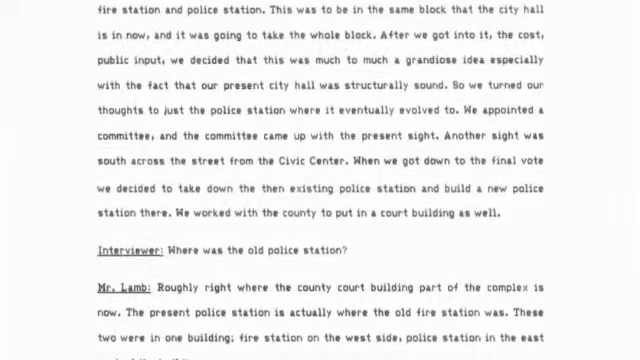 fire station and police station. This was to be in the same block that the city hall
is in now, and it was going to take the whole block. After we got into it, the cost,
public input, we decided that this was much to much a grandiose idea especially
with the fact that our present city hall was structurally sound. So we turned our
thoughts to just the police station where it eventually evolved to. We appointed a
committee, and the committee came up with the present sight. Another sight was
south across the street from the Civic Center. When we got down to the final vote
we decided to take down the then existing police station and build a new police
station there. We worked with the county to put in a court building as well.
Interviewer: Where was the old police station?
Mr. Lamb: Roughly right where the county court building part of the complex is
now. The present police station is actually where the old fire station was. These
two were in one building; fire station on the west side, police station in the east